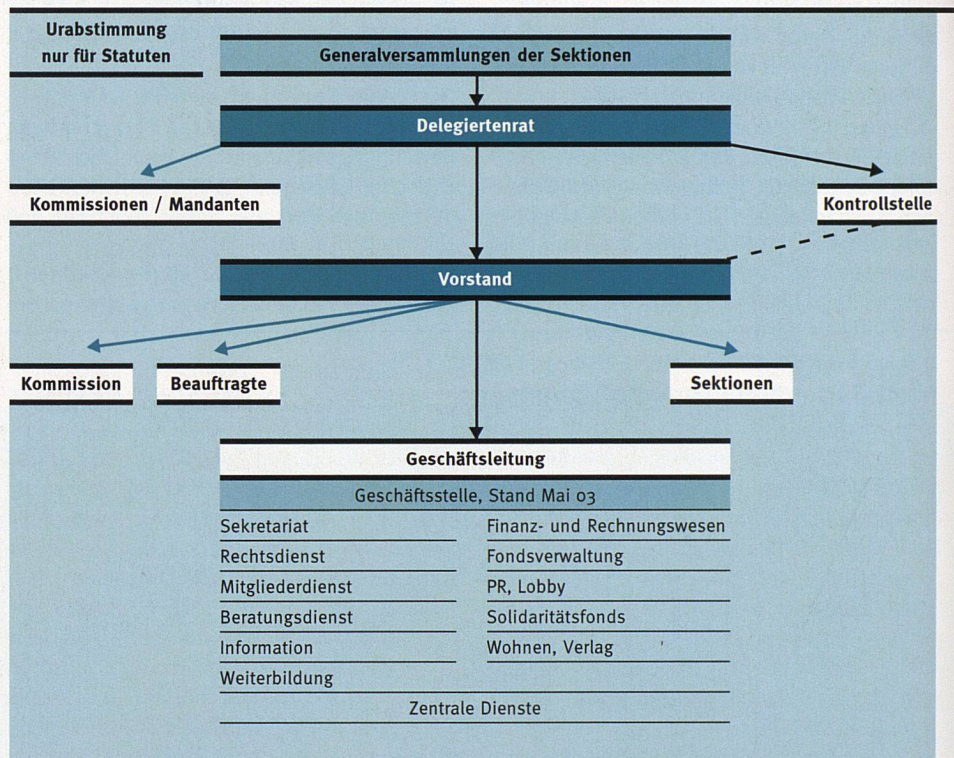 Urabstimmung
nur für Statuten
Generalversammlungen der Sektionen
Delegiertenrat
Kommissionen / Mandanten
Kontrollstelle
Vorstand
Kommission
Beauftragte
Sektionen
Geschäftsleitung
Geschäftsstelle, Stand Mai 03
Sekretariat
Finanz- und Rechnungswesen
Rechtsdienst
Fondsverwaltung
Mitgliederdienst
PR, Lobby
Beratungsdienst
Solidaritätsfonds
Information
Wohnen, Verlag
Weiterbildung
Zentrale Dienste